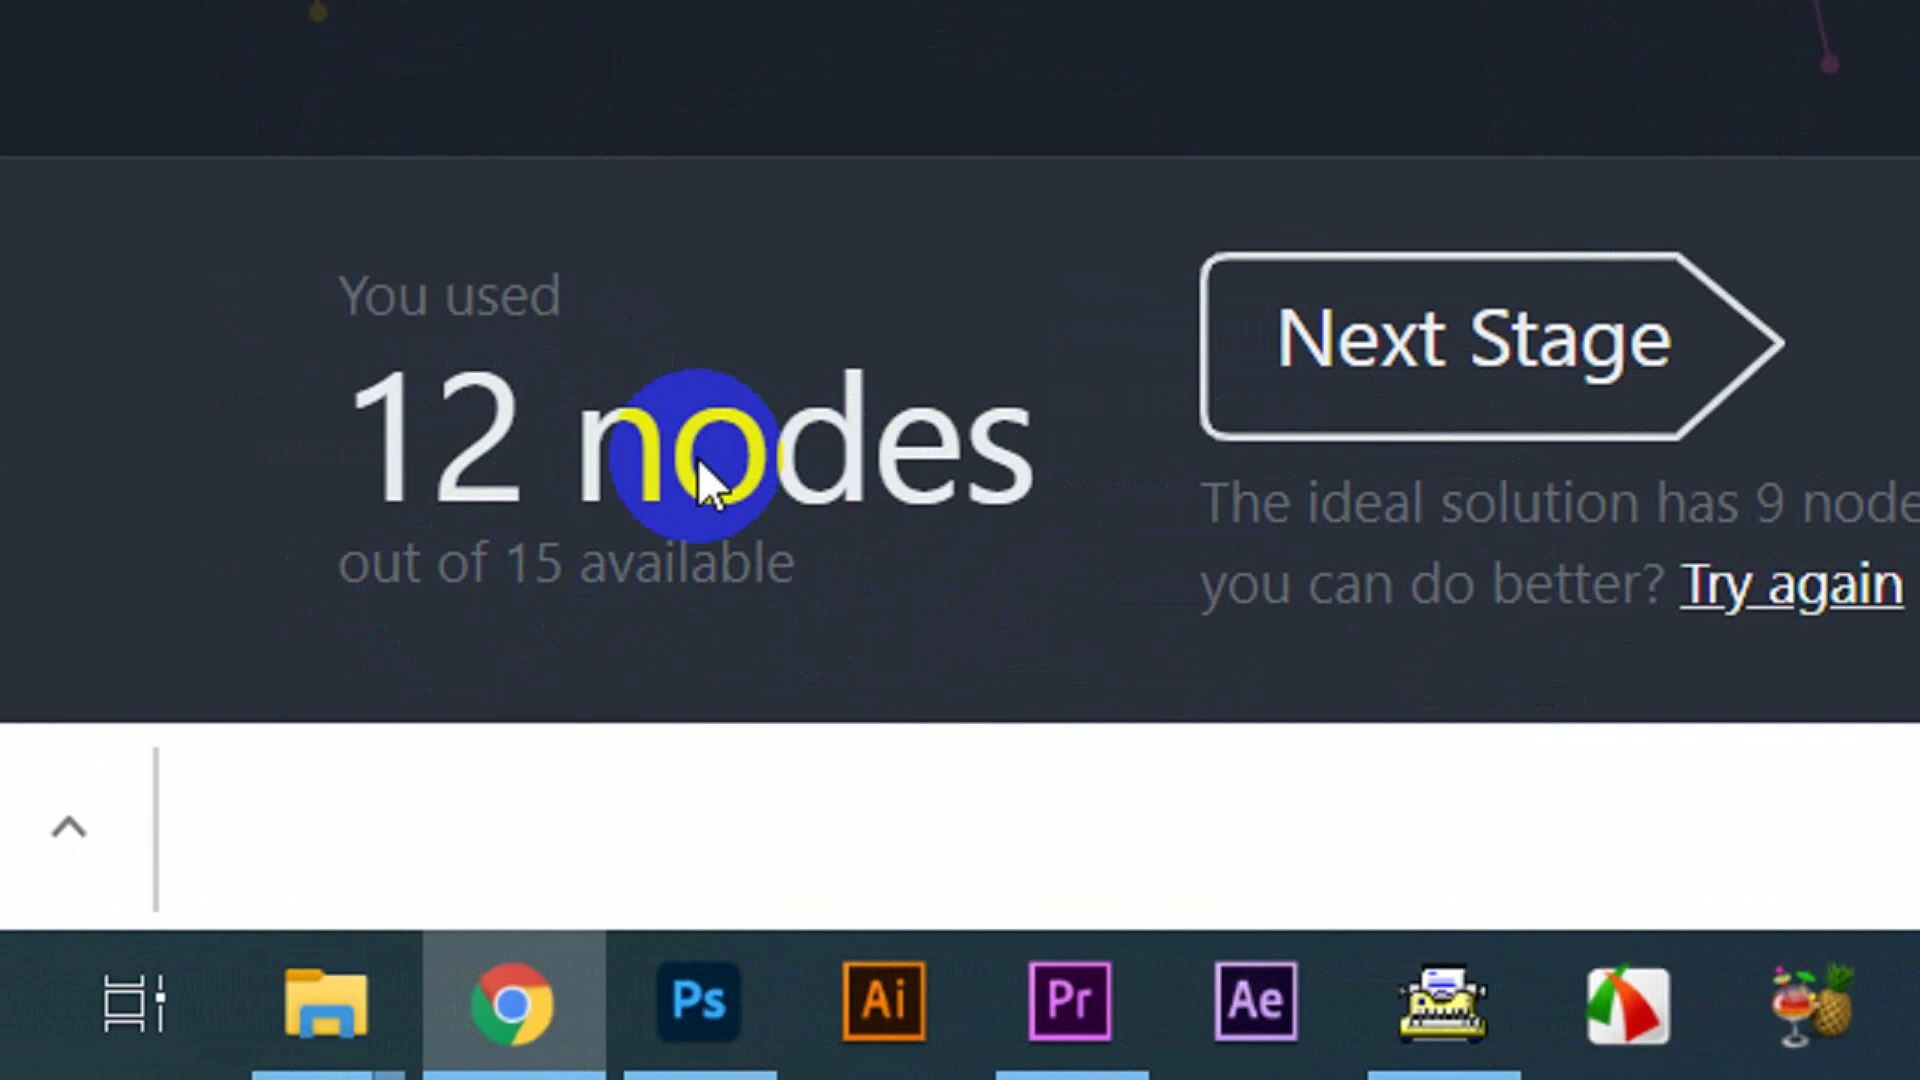 You used
12 nodes
out of 15 available
Next Stage
The ideal solution has 9 node
you can do better? Try again
Ps
Ai
Pr
Ae